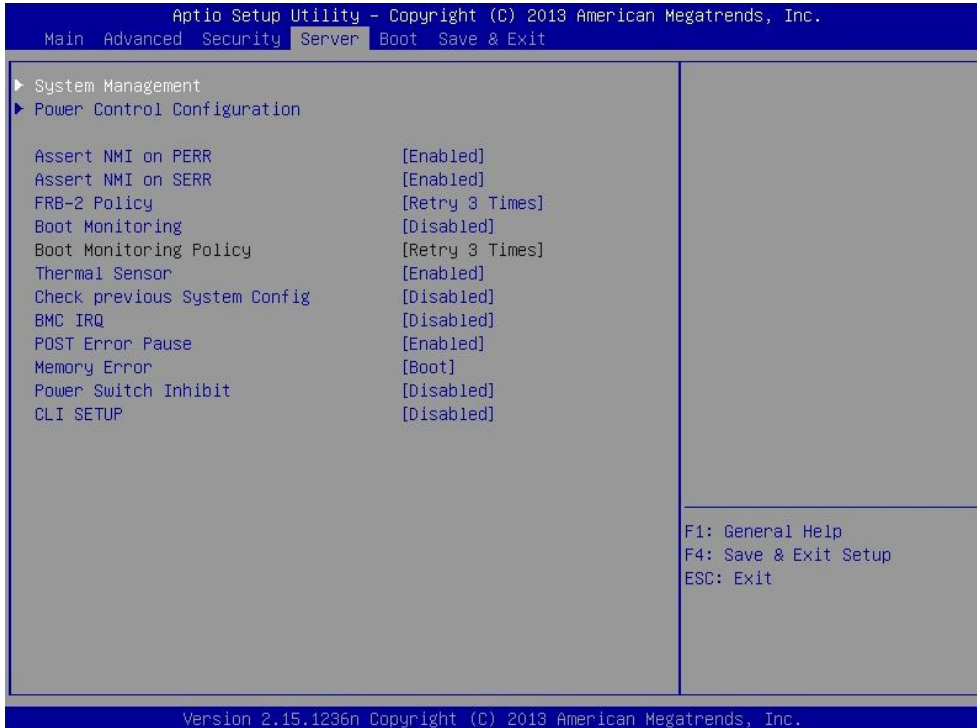 Aptio Setup Utility – Copyright (C) 2013 American Megatrends, Inc.
Main Advanced Security Server Boot Save & Exit
System Management
Power Control Configuration
Assert NMI on PERR [Enabled]
Assert NMI on SERR [Enabled]
FRB-2 Policy [Retry 3 Times]
Boot Monitoring [Disabled]
Boot Monitoring Policy [Retry 3 Times]
Thermal Sensor [Enabled]
Check previous System Config [Disabled]
BMC IRQ [Disabled]
POST Error Pause [Enabled]
Memory Error [Boot]
Power Switch Inhibit [Disabled]
CLI SETUP [Disabled]
F1: General Help
F4: Save & Exit Setup
ESC: Exit
Version 2.15.1236n Copyright (C) 2013 American Megatrends, Inc.